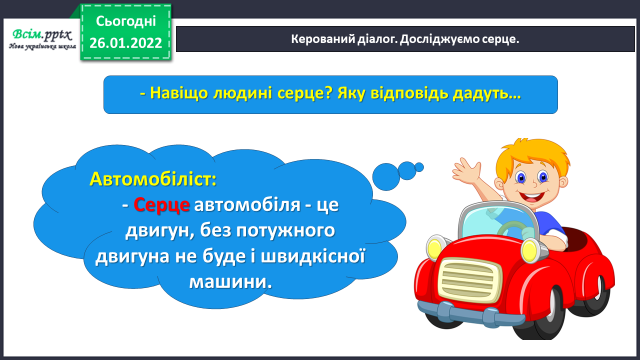 Всім.pptx
Нова українська школа
Сьогодні
26.01.2022
Керований діалог. Досліджуємо серце.
- Навіщо людині серце? Яку відповідь дадуть...
Автомобіліст:
- Серце автомобіля - це
двигун, без потужного
двигуна не буде і швидкісної
машини.